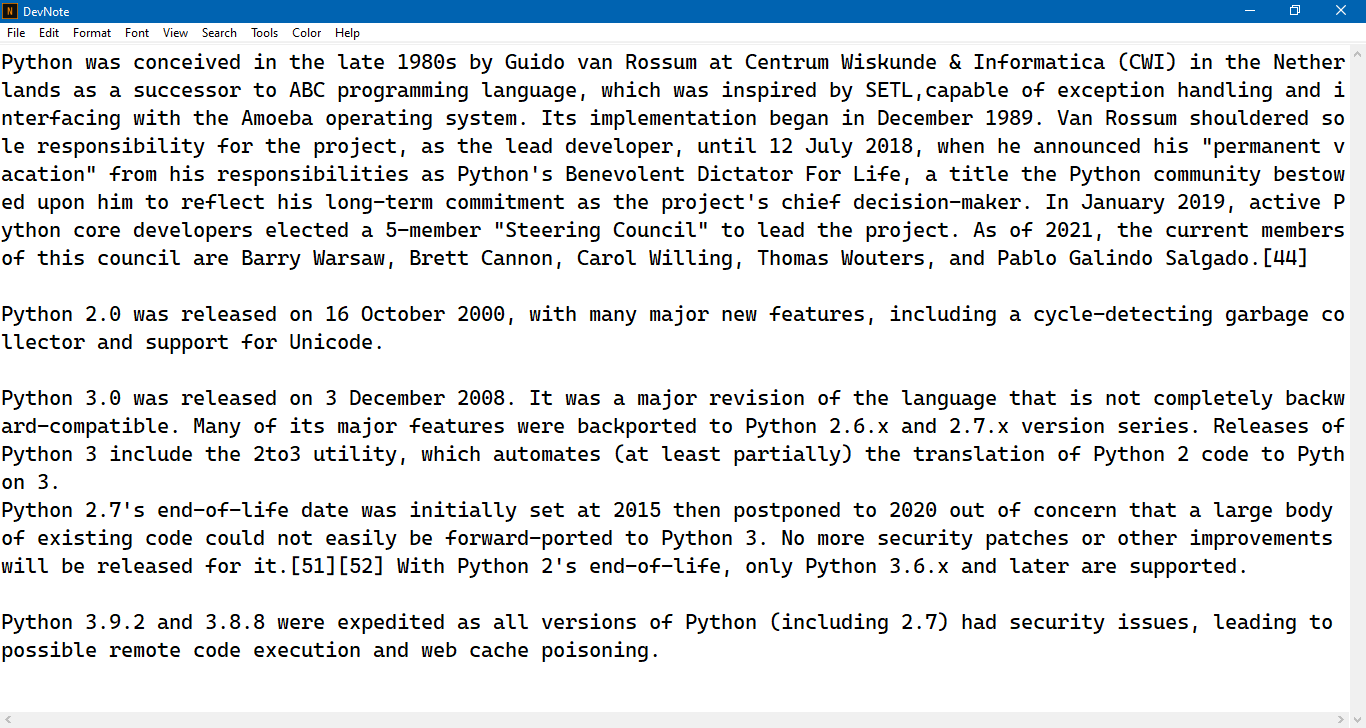 N DevNote
File Edit Format Font View Search Tools Color Help
Python was conceived in the late 1980s by Guido van Rossum at Centrum Wiskunde & Informatica (CWI) in the Nether
lands as a successor to ABC programming language, which was inspired by SETL,capable of exception handling and i
nterfacing with the Amoeba operating system. Its implementation began in December 1989. Van Rossum shouldered so
le responsibility for the project, as the lead developer, until 12 July 2018, when he announced his "permanent v
acation" from his responsibilities as Python's Benevolent Dictator For Life, a title the Python community bestow
ed upon him to reflect his long-term commitment as the project's chief decision-maker. In January 2019, active P
ython core developers elected a 5-member "Steering Council" to lead the project. As of 2021, the current members
of this council are Barry Warsaw, Brett Cannon, Carol Willing, Thomas Wouters, and Pablo Galindo Salgado.[44]
Python 2.0 was released on 16 October 2000, with many major new features, including a cycle-detecting garbage co
llector and support for Unicode.
Python 3.0 was released on 3 December 2008. It was a major revision of the language that is not completely backw
ard-compatible. Many of its major features were backported to Python 2.6.x and 2.7.x version series. Releases of
Python 3 include the 2to3 utility, which automates (at least partially) the translation of Python 2 code to Pyth
on 3.
Python 2.7's end-of-life date was initially set at 2015 then postponed to 2020 out of concern that a large body
of existing code could not easily be forward-ported to Python 3. No more security patches or other improvements
will be released for it.[51][52] With Python 2's end-of-life, only Python 3.6.x and later are supported.
Python 3.9.2 and 3.8.8 were expedited as all versions of Python (including 2.7) had security issues, leading to
possible remote code execution and web cache poisoning.